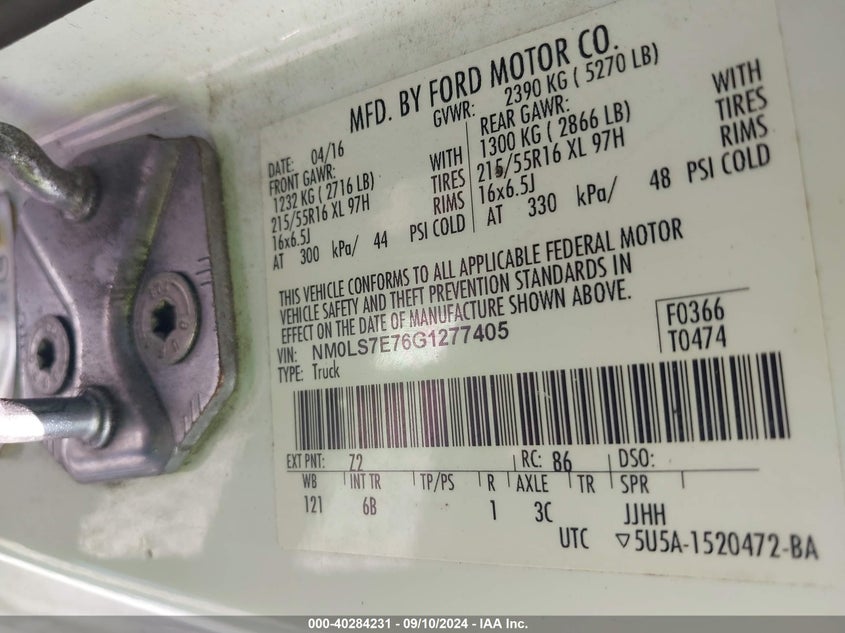 MFD. BY FORD MOTOR CO.
DATE: 04/16
GVWR: 2390 KG ( 5270 LB)
FRONT GAWR:
1232 KG ( 2716 LB) WITH
215/55R16 XL 97H TIRES
16x6.5J RIMS
AT 300 kPa/ 44 PSI COLD
REAR GAWR:
1300 KG ( 2866 LB) WITH
215/55R16 XL 97H TIRES
16x6.5J RIMS
AT 330 kPa/ 48 PSI COLD
THIS VEHICLE CONFORMS TO ALL APPLICABLE FEDERAL MOTOR
VEHICLE SAFETY AND THEFT PREVENTION STANDARDS IN
EFFECT ON THE DATE OF MANUFACTURE SHOWN ABOVE.
VIN: NM0LS7E76G1277405
TYPE: Truck
F0366
T0474
EXT PNT: Z2 RC: 86 DSO:
WB INT TR TP/PS R AXLE TR SPR
121 6B 1 3C JJHH
UTC ▽5U5A-1520472-BA
000-40284231 - 09/10/2024 - IAA Inc.